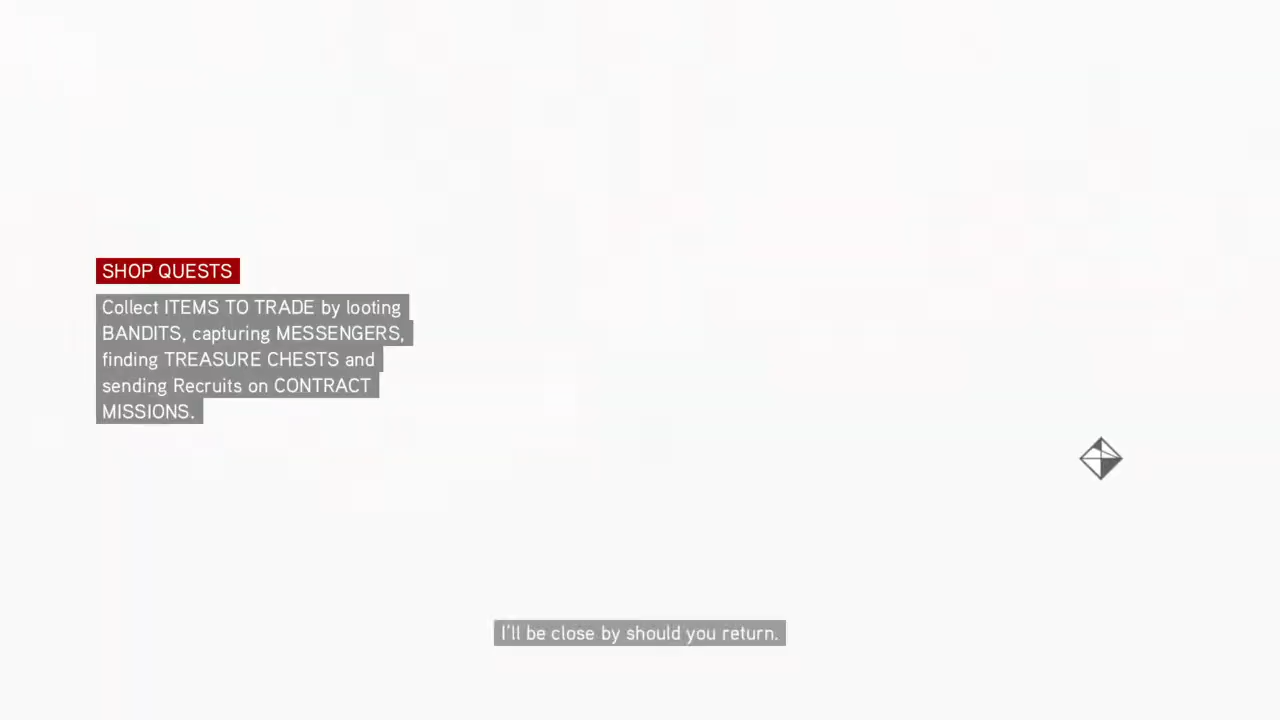 SHOP QUESTS
Collect ITEMS TO TRADE by looting
BANDITS, capturing MESSENGERS,
finding TREASURE CHESTS and
sending Recruits on CONTRACT
MISSIONS.
I'll be close by should you return.